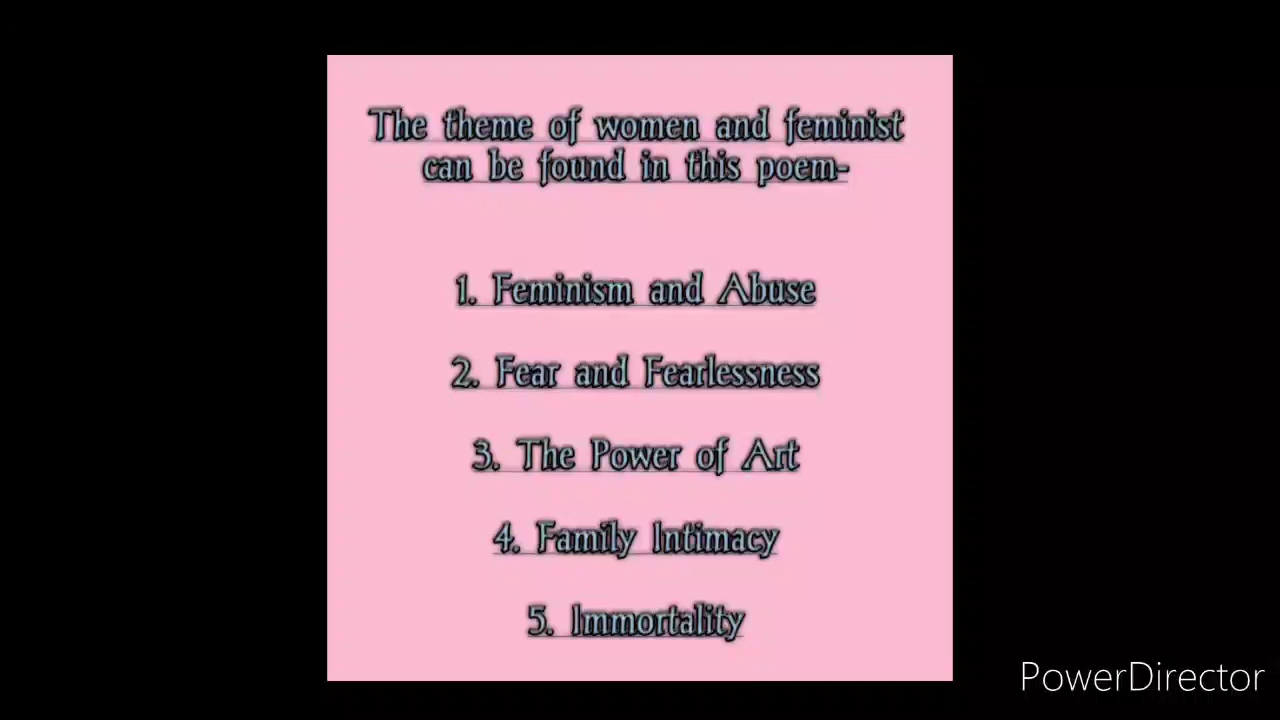 The theme of women and feminist
can be found in this poem-
1. Feminism and Abuse
2. Fear and Fearlessness
3. The Power of Art
4. Family Intimacy
5. Immortality
PowerDirector